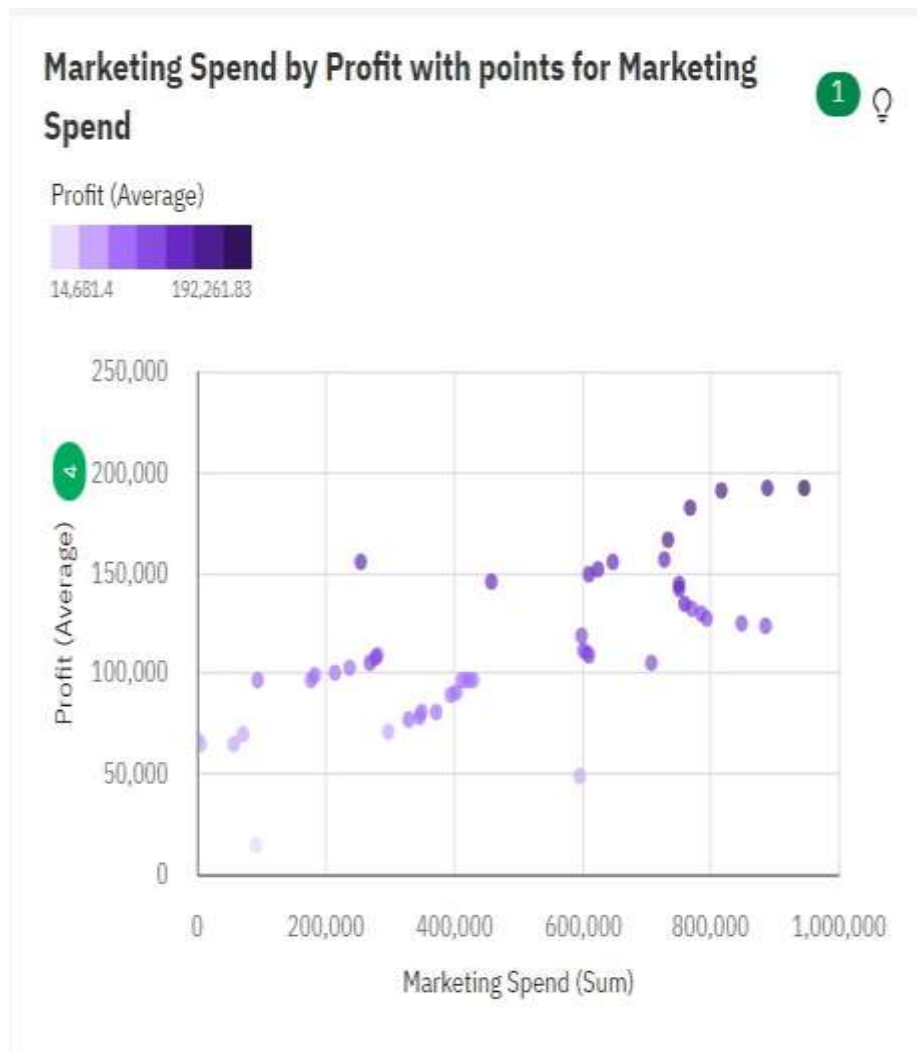 Marketing Spend by Profit with points for Marketing
Spend
1
Profit (Average)
14,681.4 192,261.83
250,000
200,000
150,000
100,000
50,000
0
4
Profit (Average)
0 200,000 400,000 600,000 800,000 1,000,000
Marketing Spend (Sum)